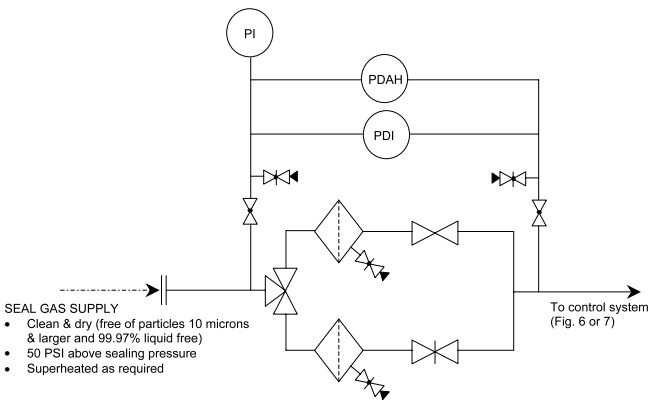 PI
PDAH
PDI
SEAL GAS SUPPLY
• Clean & dry (free of particles 10 microns
& larger and 99.97% liquid free)
• 50 PSI above sealing pressure
• Superheated as required
To control system
(Fig. 6 or 7)